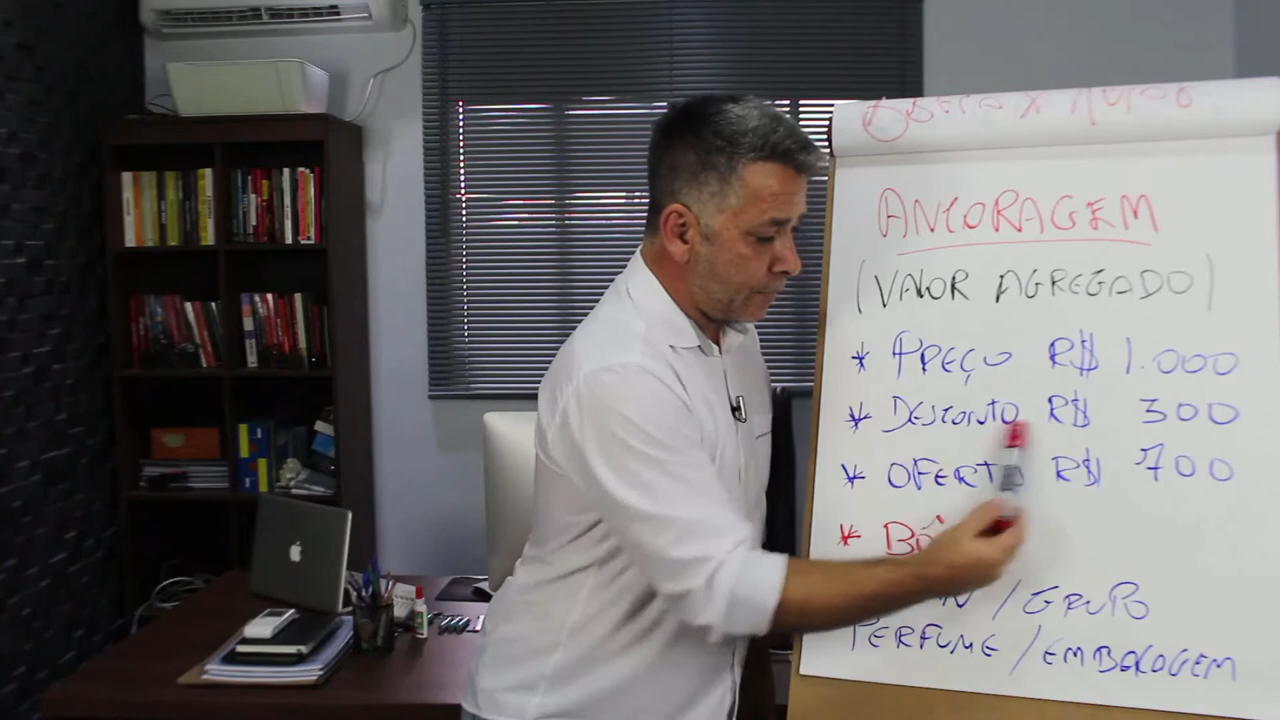 ANCORAGEM
(VALOR AGREGADO)
* PREÇO R$ 1.000
* DESCONTO R$ 300
* OFERTA R$ 700
*
/ GRUPO
PERFUME / EMBALAGEM